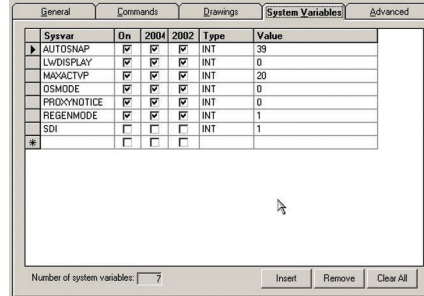 General Commands Drawings System Variables Advanced
Sysvar On 2004 2002 Type Value
AUTOSNAP INT 39
LWDISPLAY INT 0
MAXACTVP INT 20
OSMODE INT 0
PROXYNOTICE INT 0
REGENMODE INT 1
SDI INT 1
Number of system variables: 7 Insert Remove Clear All